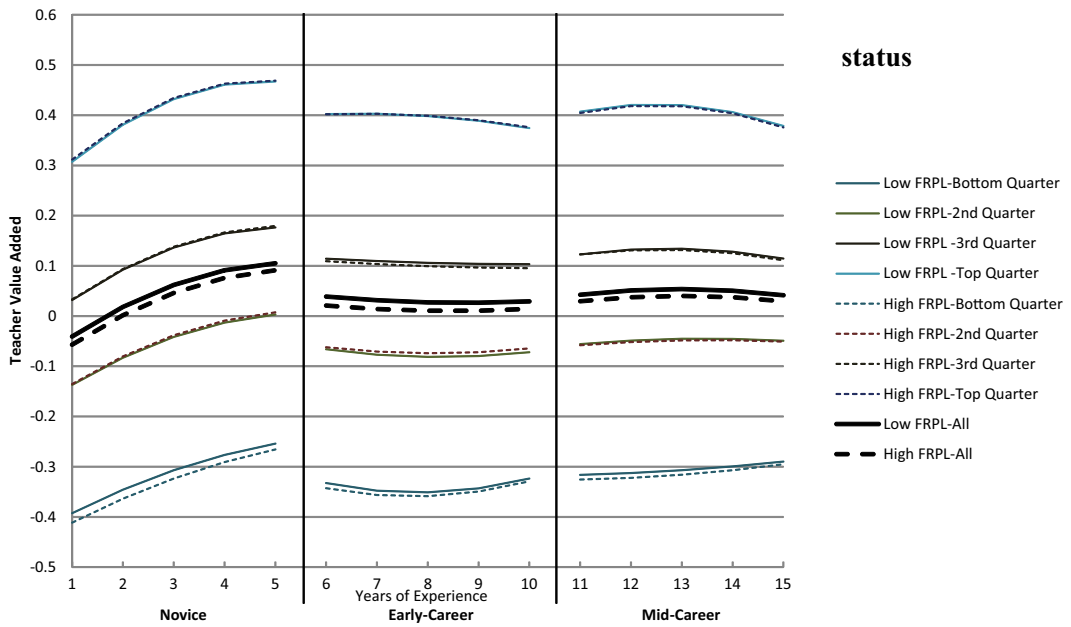 status
0.6
0.5
0.4
0.3
0.2
0.1
0
-0.1
-0.2
-0.3
-0.4
-0.5
Teacher Value Added
1 2 3 4 5 6 7 8 9 10 11 12 13 14 15
Years of Experience
Novice Early-Career Mid-Career
Low FRPL-Bottom Quarter
Low FRPL-2nd Quarter
Low FRPL -3rd Quarter
Low FRPL -Top Quarter
High FRPL-Bottom Quarter
High FRPL-2nd Quarter
High FRPL-3rd Quarter
High FRPL-Top Quarter
Low FRPL-All
High FRPL-All